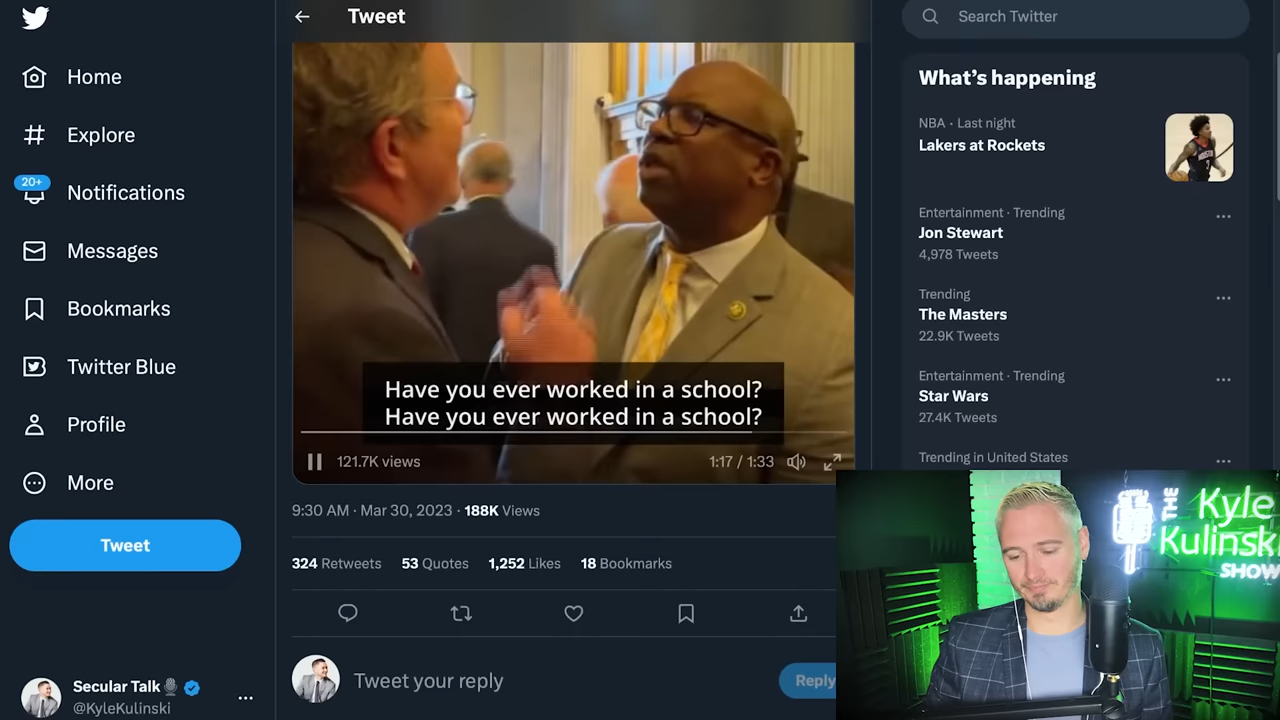 Tweet
Search Twitter
Home
Explore
20+
Notifications
Messages
Bookmarks
Twitter Blue
Profile
More
Tweet
Secular Talk
@KyleKulinski
Have you ever worked in a school?
Have you ever worked in a school?
121.7K views
1:17 / 1:33
9:30 AM · Mar 30, 2023 · 188K Views
324 Retweets 53 Quotes 1,252 Likes 18 Bookmarks
Tweet your reply
Reply
What's happening
NBA · Last night
Lakers at Rockets
Entertainment · Trending
Jon Stewart
4,978 Tweets
Trending
The Masters
22.9K Tweets
Entertainment · Trending
Star Wars
27.4K Tweets
Trending in United States
THE
Kyle
Kulinski
SHOW